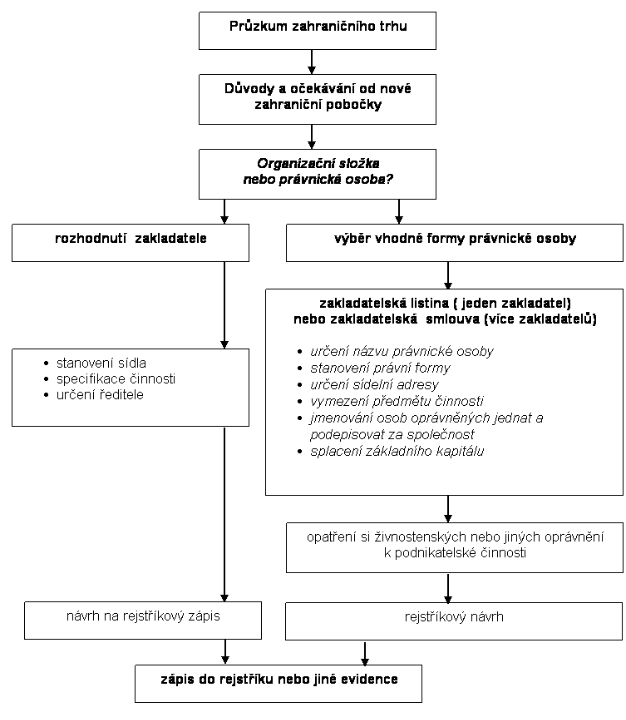 Průzkum zahraničního trhu
Důvody a očekávání od nové
zahraniční pobočky
Organizační složka
nebo právnická osoba?
rozhodnutí zakladatele
výběr vhodné formy právnické osoby
zakladatelská listina ( jeden zakladatel)
nebo zakladatelská smlouva (více zakladatelů)
• určení názvu právnické osoby
• stanovení právní formy
• určení sídelní adresy
• vymezení předmětu činnosti
• jmenování osob oprávněných jednat a
podepisovat za společnost
• splacení základního kapitálu
• stanovení sídla
• specifikace činnosti
• určení ředitele
opatření si živnostenských nebo jiných oprávnění
k podnikatelské činnosti
návrh na rejstříkový zápis
rejstříkový návrh
zápis do rejstříku nebo jiné evidence